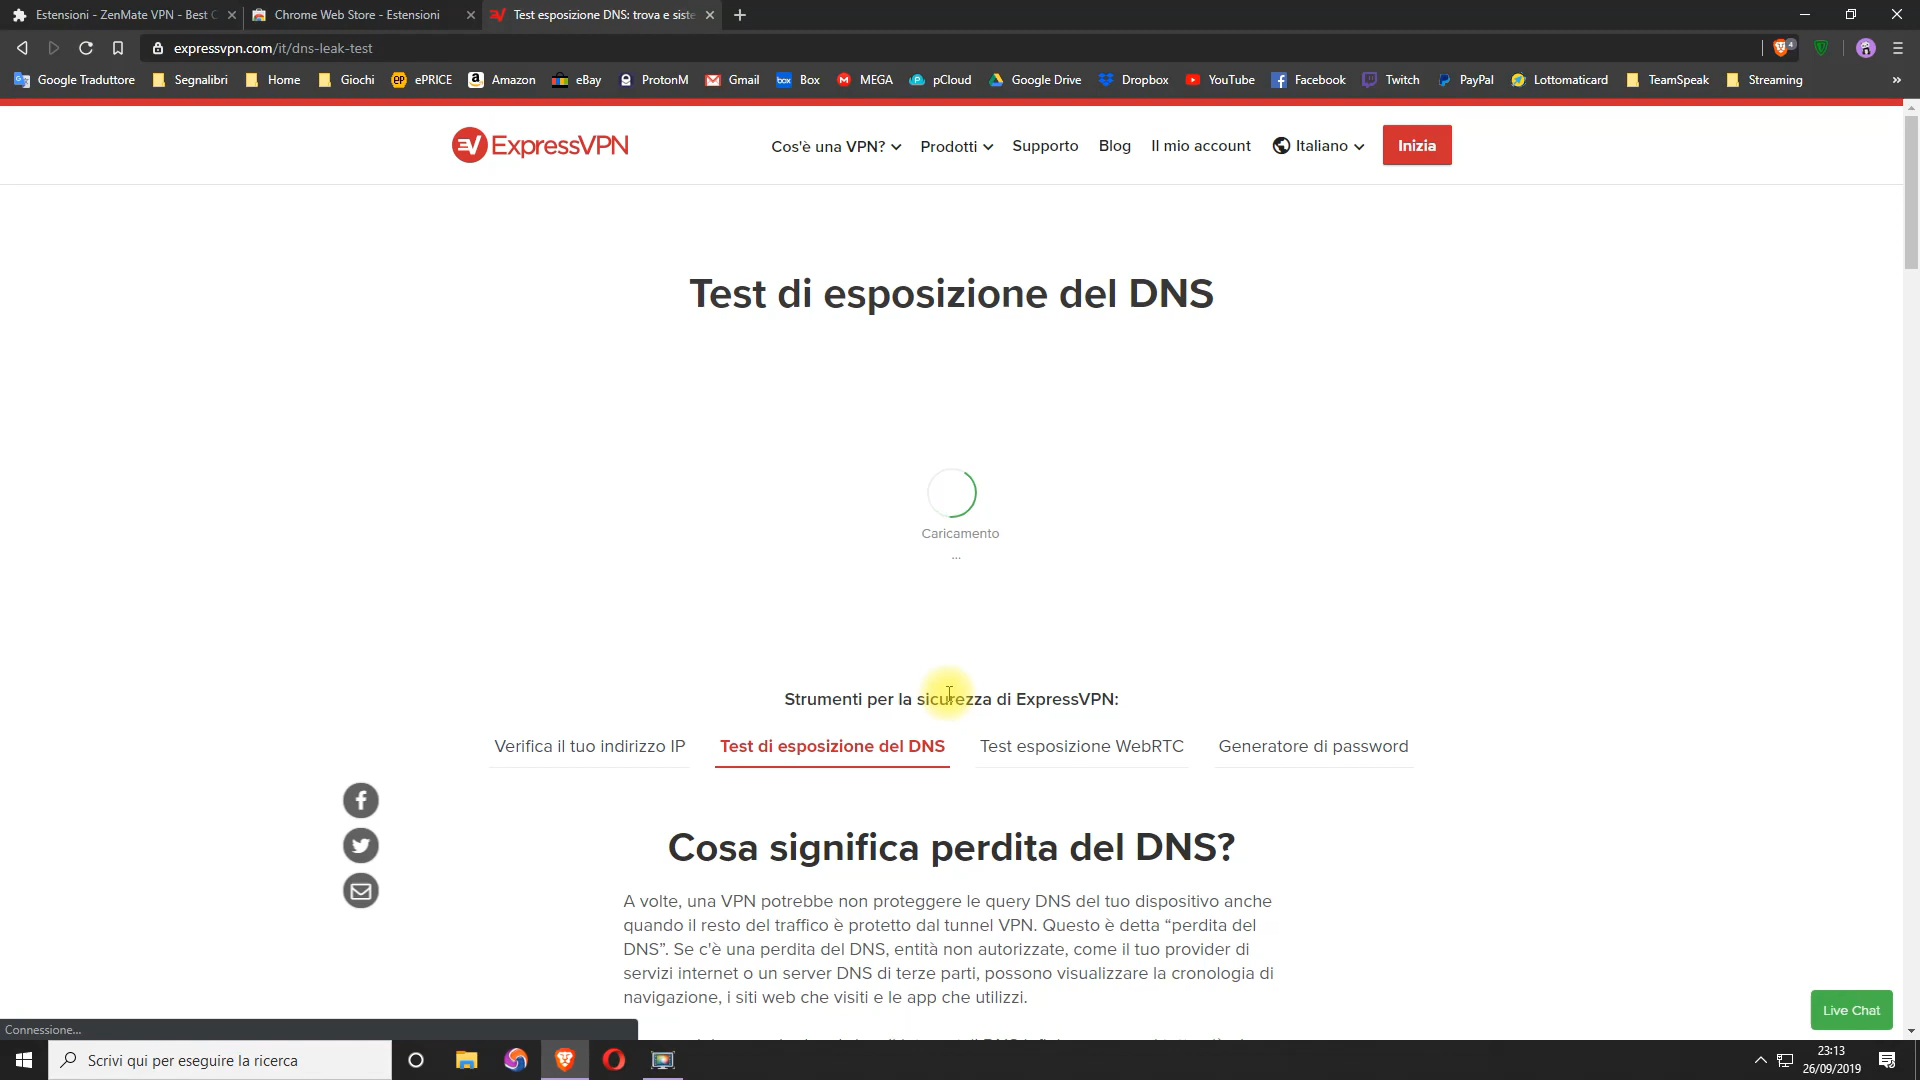 Estensioni - ZenMate VPN - Best C
Chrome Web Store - Estensioni
Test esposizione DNS: trova e siste
expressvpn.com/it/dns-leak-test
4
Google Traduttore
Segnalibri
Home
Giochi
ePRICE
Amazon
eBay
ProtonM
Gmail
Box
MEGA
pCloud
Google Drive
Dropbox
YouTube
Facebook
Twitch
PayPal
Lottomaticard
TeamSpeak
Streaming
»
ExpressVPN
Cos'è una VPN?
Prodotti
Supporto
Blog
Il mio account
Italiano
Inizia
Test di esposizione del DNS
Caricamento
...
Strumenti per la sicurezza di ExpressVPN:
Verifica il tuo indirizzo IP
Test di esposizione del DNS
Test esposizione WebRTC
Generatore di password
Cosa significa perdita del DNS?
A volte, una VPN potrebbe non proteggere le query DNS del tuo dispositivo anche
quando il resto del traffico è protetto dal tunnel VPN. Questo è detta “perdita del
DNS”. Se c'è una perdita del DNS, entità non autorizzate, come il tuo provider di
servizi internet o un server DNS di terze parti, possono visualizzare la cronologia di
navigazione, i siti web che visiti e le app che utilizzi.
Live Chat
Connessione...
Scrivi qui per eseguire la ricerca
23:13
26/09/2019